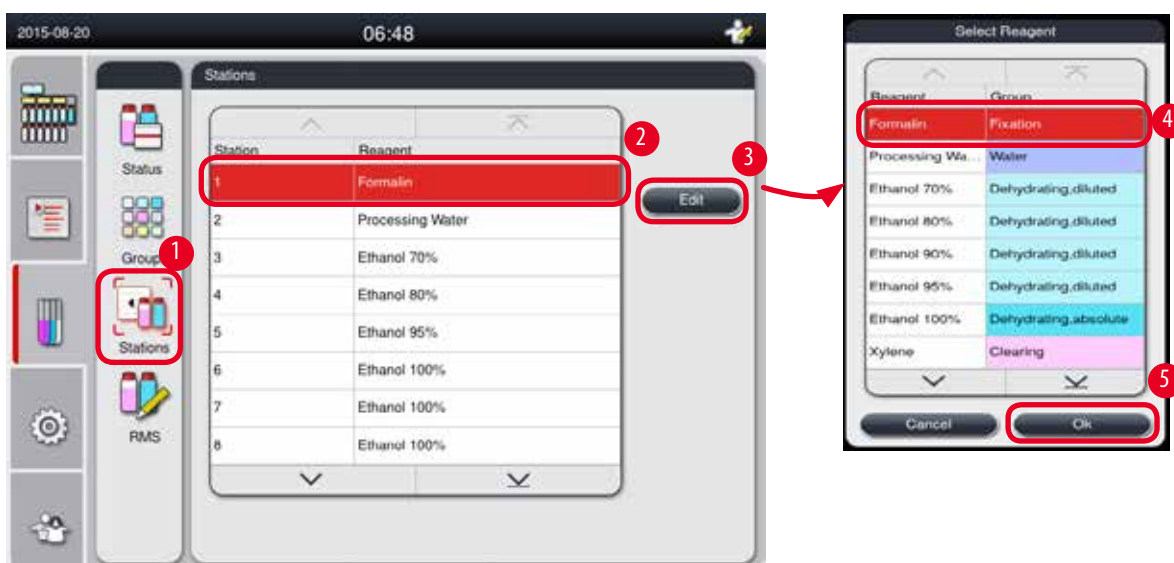 2015-08-20 06:48
Stations
Status
Group
Stations
RMS
Station Reagent
1 Formalin
2 Processing Water
3 Ethanol 70%
4 Ethanol 80%
5 Ethanol 95%
6 Ethanol 100%
7 Ethanol 100%
8 Ethanol 100%
Edit
1
2
3
Select Reagent
Reagent Group
Formalin Fixation
Processing Wa... Water
Ethanol 70% Dehydrating,diluted
Ethanol 80% Dehydrating,diluted
Ethanol 90% Dehydrating,diluted
Ethanol 95% Dehydrating,diluted
Ethanol 100% Dehydrating,absolute
Xylene Clearing
Cancel Ok
4
5